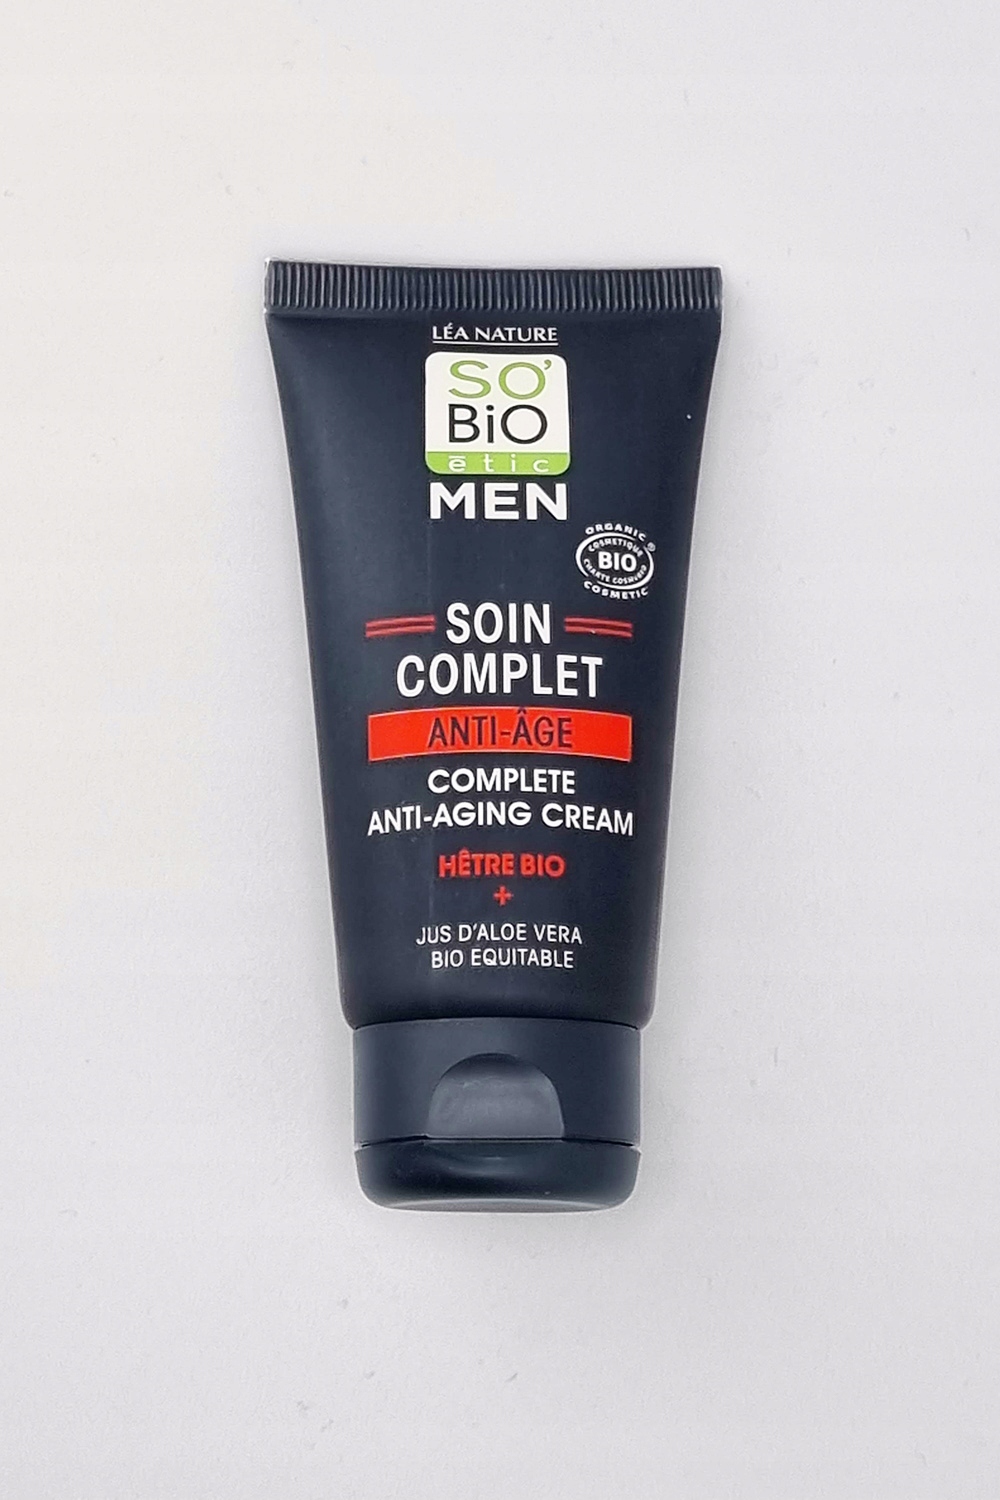 LÉA NATURE
SO'
BiO
ētic
MEN
ORGANIC
COSMETIQUE
BIO
CHARTE COSMEBIO
COSMETIC
®
SOIN
COMPLET
ANTI-ÂGE
COMPLETE
ANTI-AGING CREAM
HÊTRE BIO
+
JUS D'ALOE VERA
BIO EQUITABLE